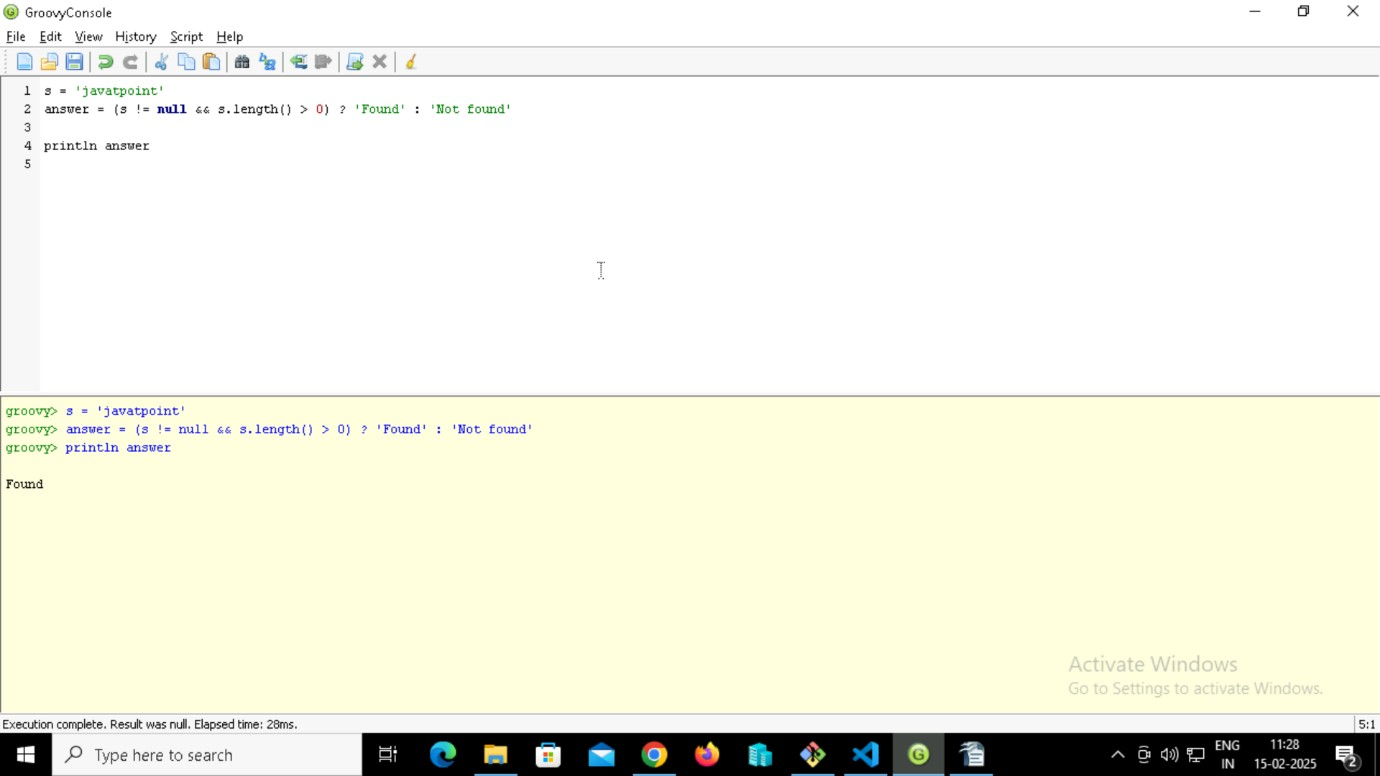 GroovyConsole
File Edit View History Script Help
1 s = 'javatpoint'
2 answer = (s != null && s.length() > 0) ? 'Found' : 'Not found'
3
4 println answer
5
groovy> s = 'javatpoint'
groovy> answer = (s != null && s.length() > 0) ? 'Found' : 'Not found'
groovy> println answer
Found
Activate Windows
Go to Settings to activate Windows.
Execution complete. Result was null. Elapsed time: 28ms.
5:1
Type here to search
ENG
IN
11:28
15-02-2025
2